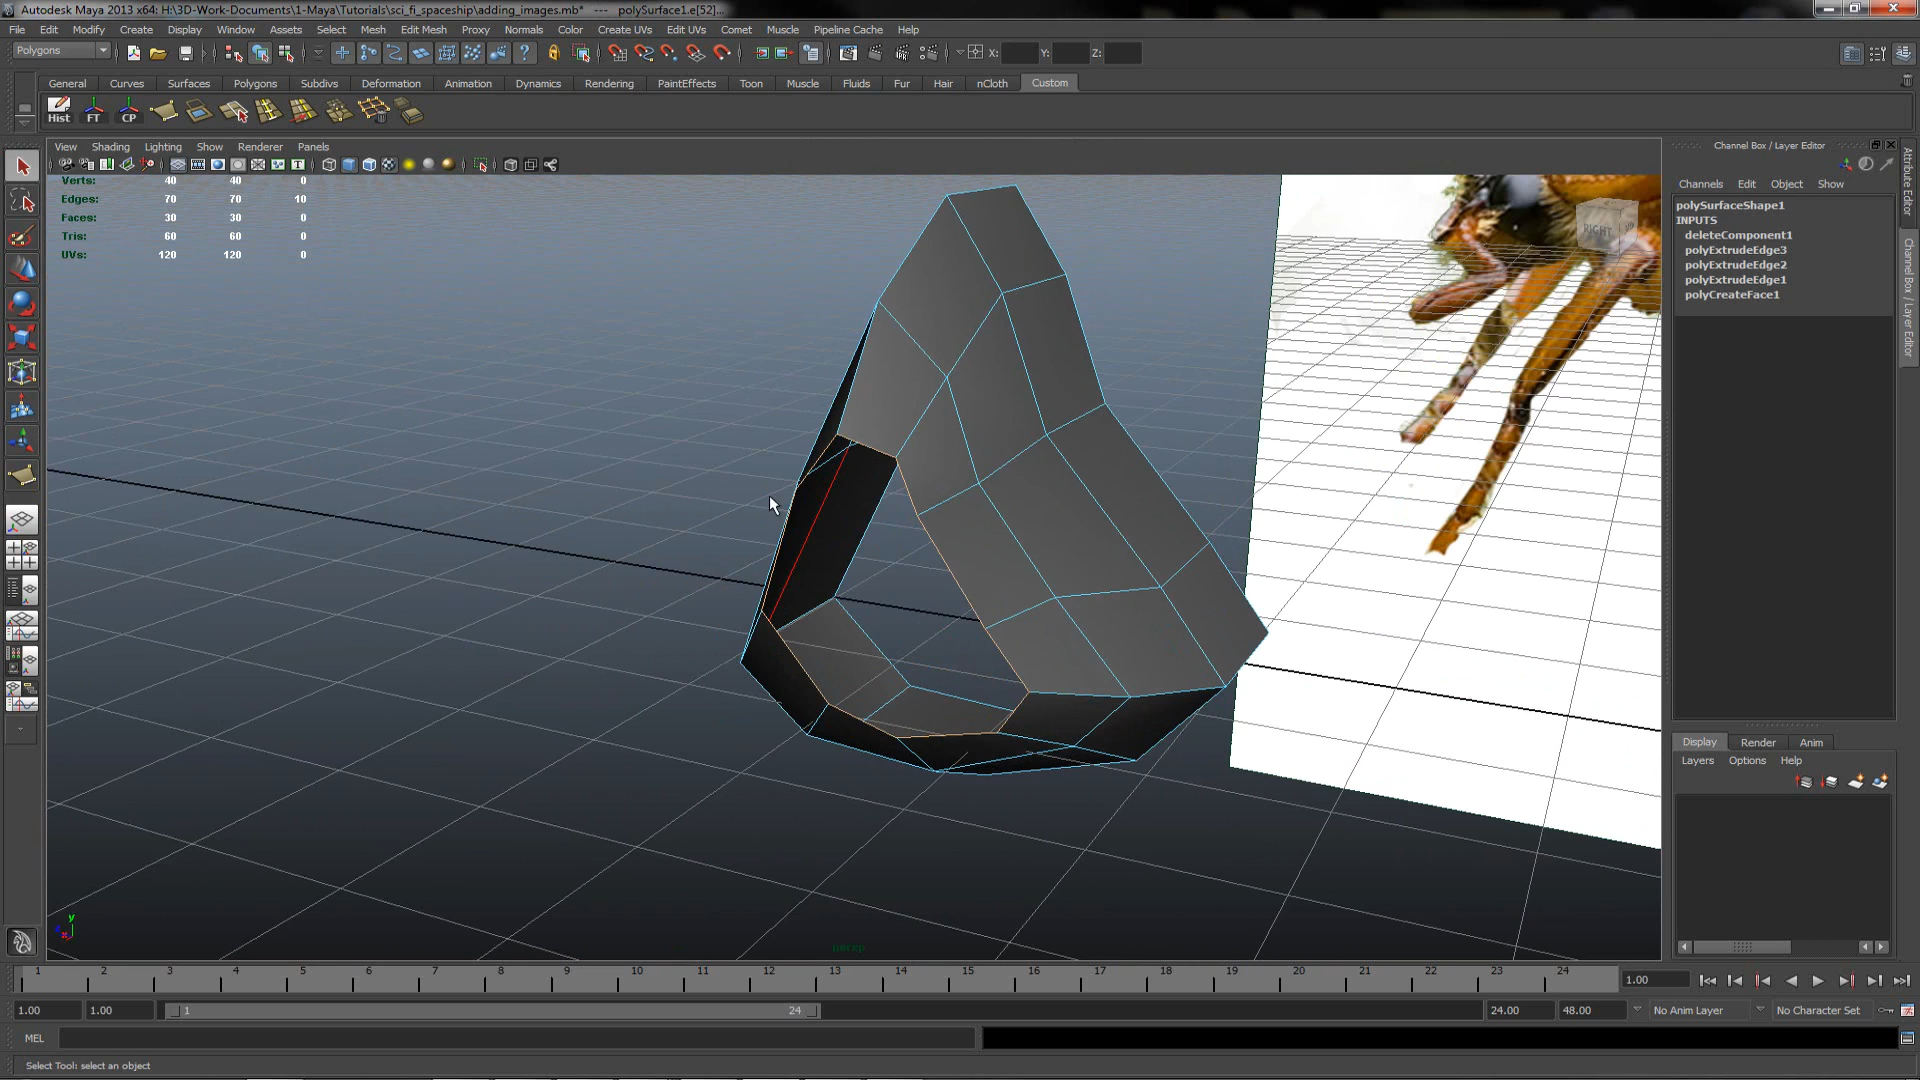 Autodesk Maya 2013 x64: H:\3D-Work-Documents\1-Maya\Tutorials\sci_fi_spaceship\adding_images.mb* --- polySurface1.e[52]...
File Edit Modify Create Display Window Assets Select Mesh Edit Mesh Proxy Normals Color Create UVs Edit UVs Comet Muscle Pipeline Cache Help
Polygons X: Y: Z:
General Curves Surfaces Polygons Subdivs Deformation Animation Dynamics Rendering PaintEffects Toon Muscle Fluids Fur Hair nCloth Custom
Hist FT CP
View Shading Lighting Show Renderer Panels
Channel Box / Layer Editor
Channels Edit Object Show
Verts: 40 40 0
Edges: 70 70 10
Faces: 30 30 0
Tris: 60 60 0
UVs: 120 120 0
RIGHT
polySurfaceShape1
INPUTS
deleteComponent1
polyExtrudeEdge3
polyExtrudeEdge2
polyExtrudeEdge1
polyCreateFace1
Attribute Editor
Channel Box / Layer Editor
Display Render Anim
Layers Options Help
y
x
persp
1 2 3 4 5 6 7 8 9 10 11 12 13 14 15 16 17 18 19 20 21 22 23 24 1.00
1.00 1.00 1 24 24.00 48.00 No Anim Layer No Character Set
MEL
Select Tool: select an object